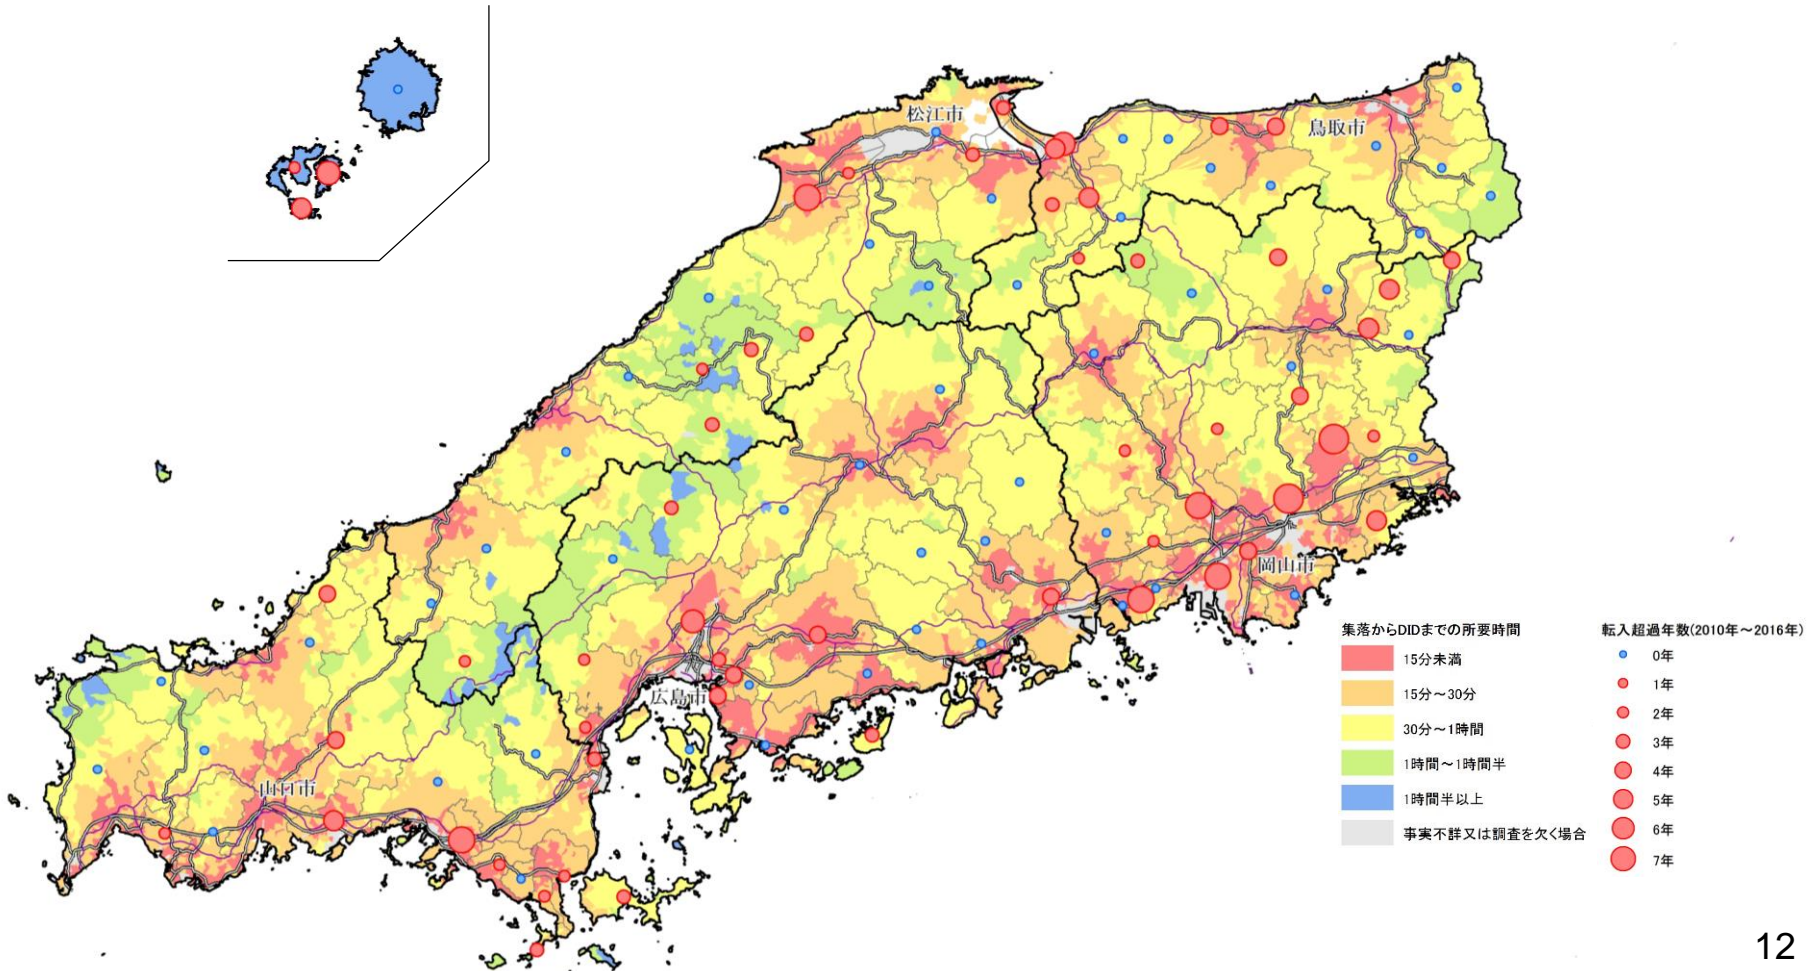 松江市
鳥取市
岡山市
広島市
山口市
集落からDIDまでの所要時間
15分未満
15分～30分
30分～1時間
1時間～1時間半
1時間半以上
事実不詳又は調査を欠く場合
転入超過年数(2010年～2016年)
0年
1年
2年
3年
4年
5年
6年
7年
12